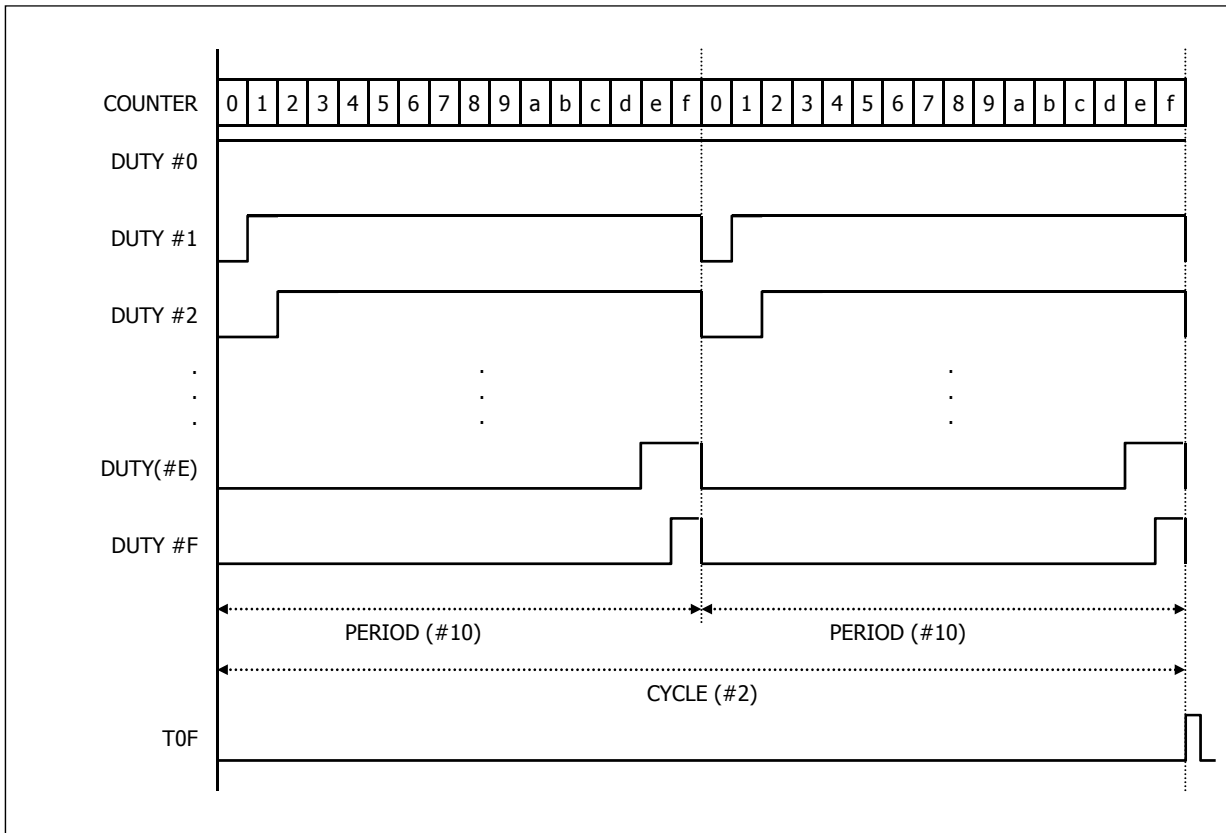 COUNTER 0 1 2 3 4 5 6 7 8 9 a b c d e f 0 1 2 3 4 5 6 7 8 9 a b c d e f
DUTY #0
DUTY #1
DUTY #2
. . .
. . .
. . .
DUTY(#E)
DUTY #F
PERIOD (#10) PERIOD (#10)
CYCLE (#2)
T0F